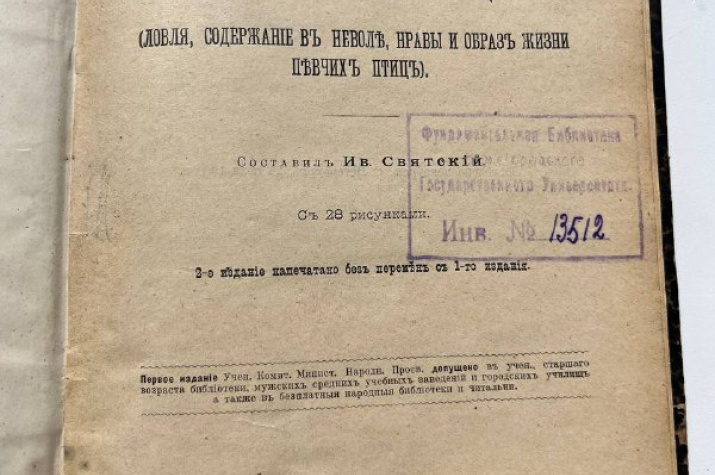 (ЛОВЛЯ, СОДЕРЖАНІЕ ВЪ НЕВОЛѢ, НРАВЫ И ОБРАЗЪ ЖИЗНИ
ПѢВЧИХЪ ПТИЦЪ).
Составилъ Ив. Святскій.
Съ 28 рисунками.
2-о изданіе напечатано безъ перемѣнъ съ 1-го изданія.
Фундаментальная Библиотека
Государственного Университета.
Инв. № 13512
Первое изданіе Учен. Комит. Минист. Народн. Просв. допущено въ учен., старшаго
возраста библіотеки, мужскихъ среднихъ учебныхъ заведеній и городскихъ училищъ
а также въ безплатныя народныя библіотеки и читальни.